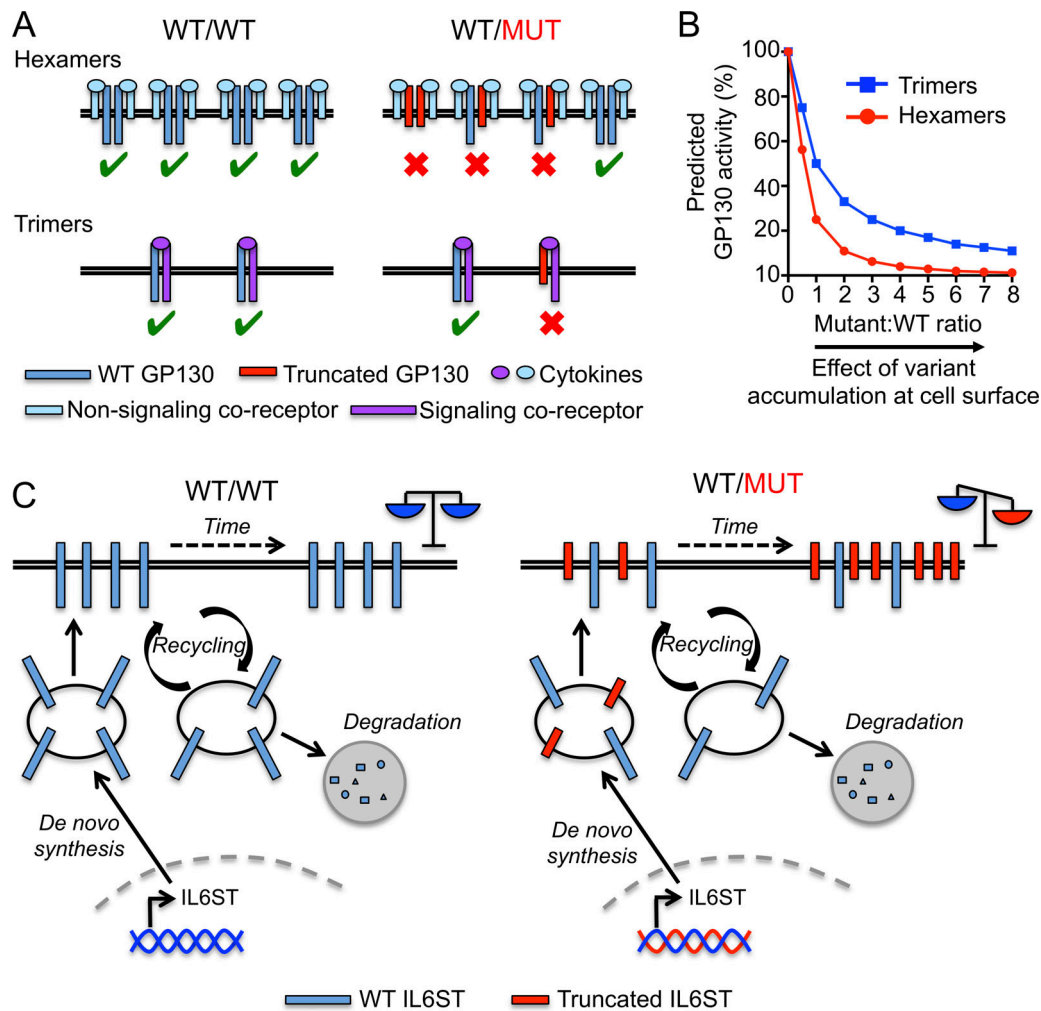 A
WT/WT
WT/MUT
Hexamers
Trimers
WT GP130
Truncated GP130
Cytokines
Non-signaling co-receptor
Signaling co-receptor
B
Predicted
GP130 activity (%)
100
80
60
40
20
10
Trimers
Hexamers
0 1 2 3 4 5 6 7 8
Mutant:WT ratio
Effect of variant
accumulation at cell surface
C
WT/WT
Time
Recycling
Degradation
De novo
synthesis
IL6ST
WT/MUT
Time
Recycling
Degradation
De novo
synthesis
IL6ST
WT IL6ST
Truncated IL6ST